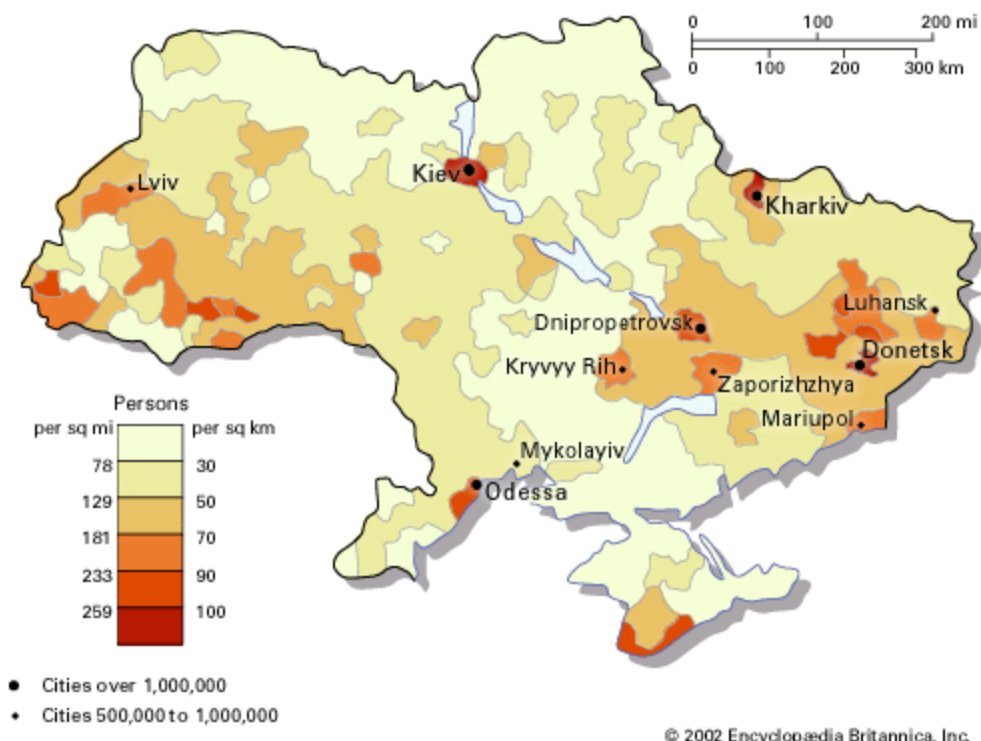 0 100 200 mi
0 100 200 300 km
Kiev
Lviv
Kharkiv
Luhansk
Dnipropetrovsk
Donetsk
Kryvyy Rih
Zaporizhzhya
Mariupol
Mykolayiv
Odessa
Persons
per sq mi per sq km
78 30
129 50
181 70
233 90
259 100
Cities over 1,000,000
Cities 500,000 to 1,000,000
© 2002 Encyclopædia Britannica, Inc.